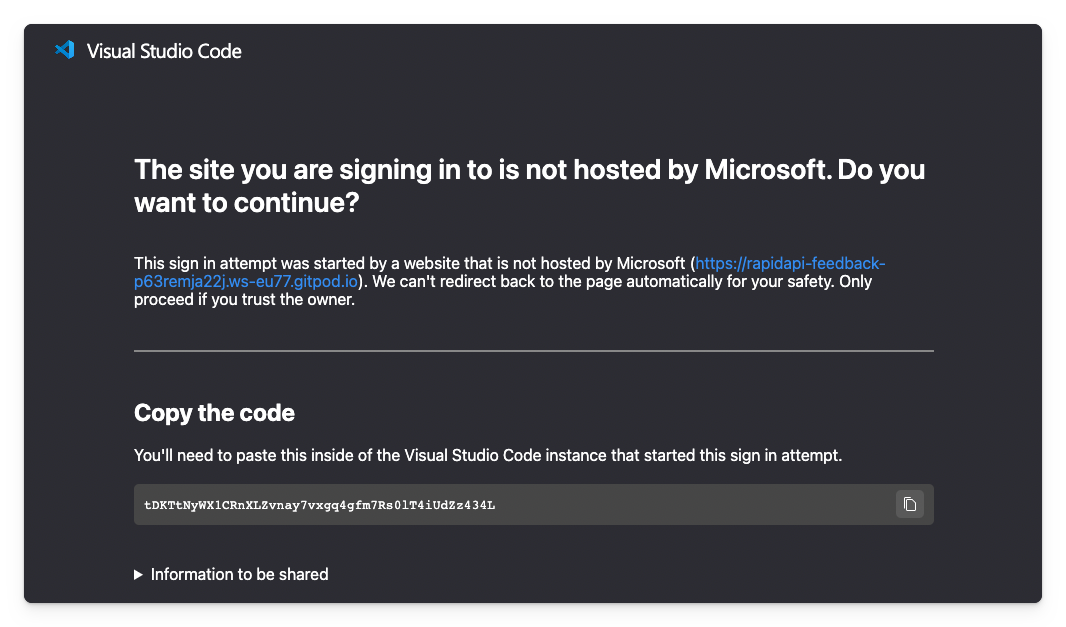 Visual Studio Code
The site you are signing in to is not hosted by Microsoft. Do you
want to continue?
This sign in attempt was started by a website that is not hosted by Microsoft (https://rapidapi-feedback-
p63remja22j.ws-eu77.gitpod.io). We can't redirect back to the page automatically for your safety. Only
proceed if you trust the owner.
Copy the code
You'll need to paste this inside of the Visual Studio Code instance that started this sign in attempt.
tDKTtNyWX1CRnXLZvnay7vxgq4gfm7Rs0lT4iUdZz434L
Information to be shared